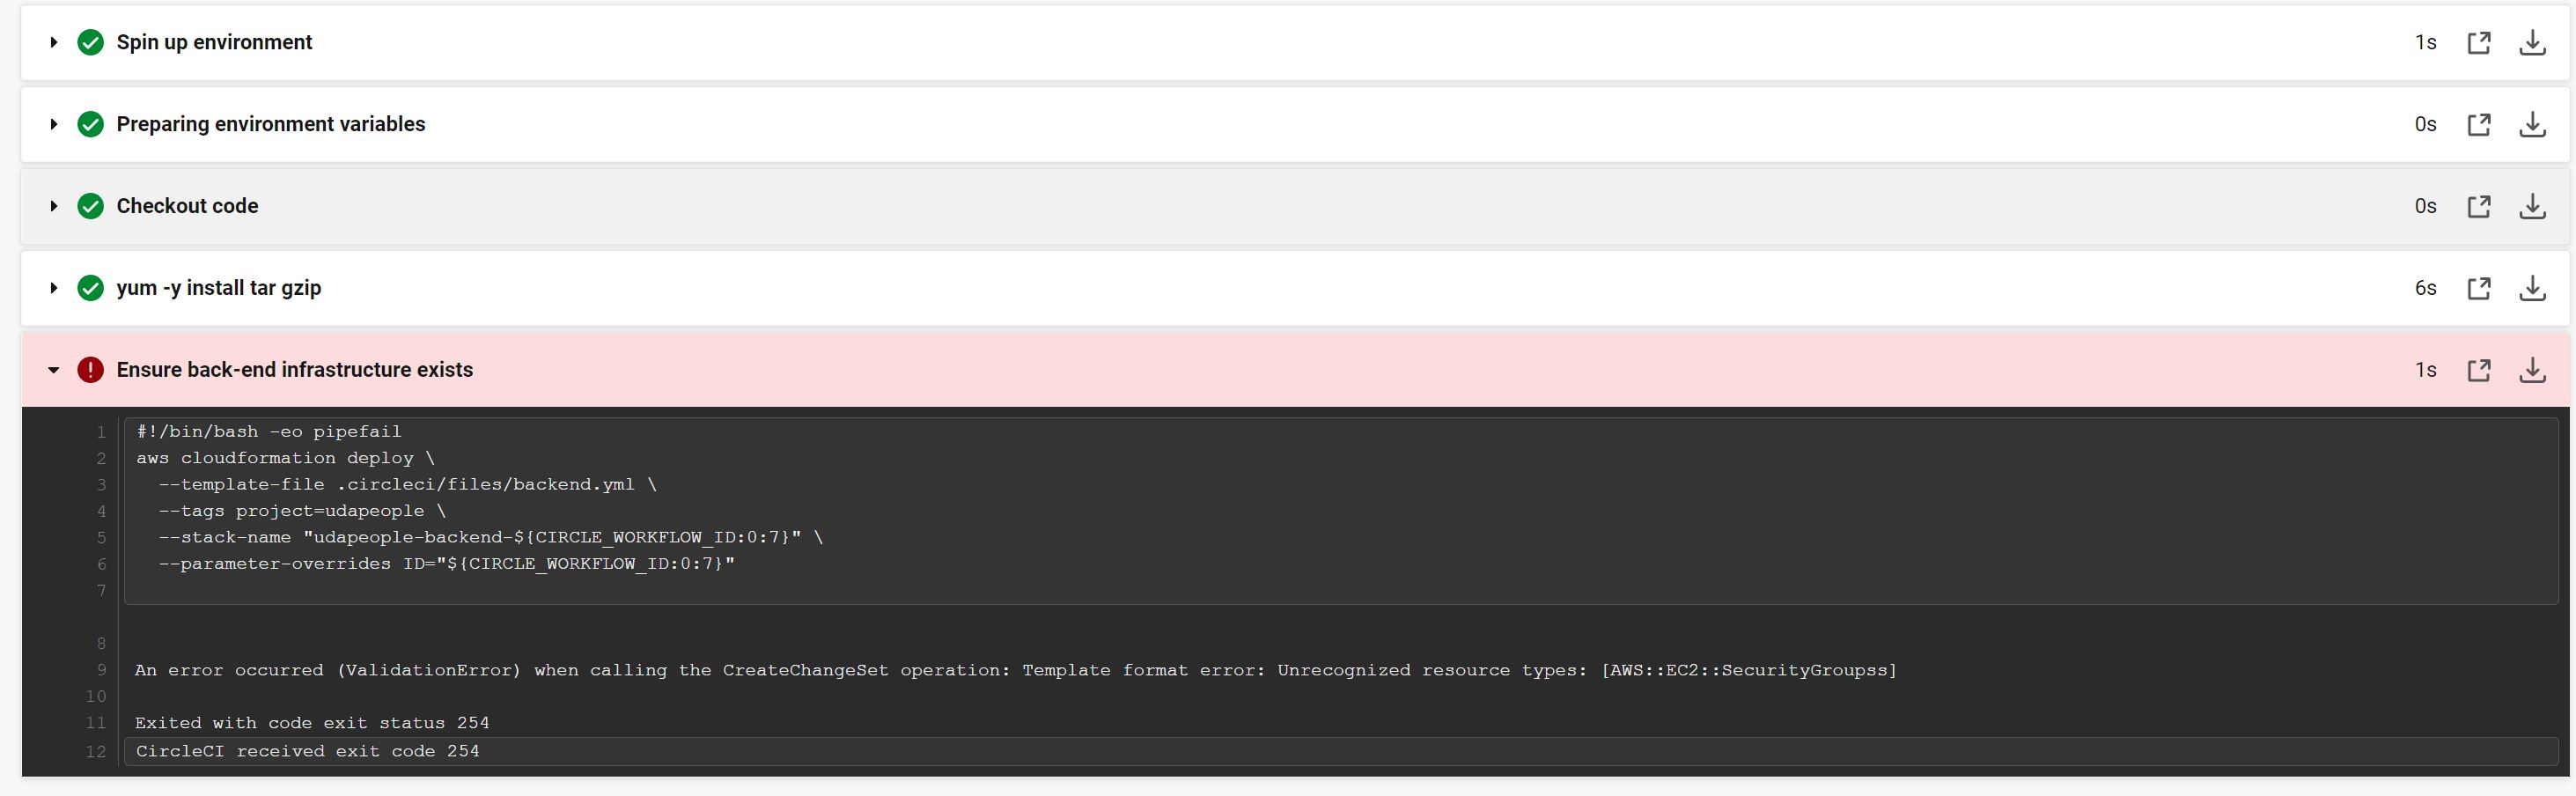 Spin up environment 1s
Preparing environment variables 0s
Checkout code 0s
yum -y install tar gzip 6s
Ensure back-end infrastructure exists 1s
1 #!/bin/bash -eo pipefail
2 aws cloudformation deploy \
3   --template-file .circleci/files/backend.yml \
4   --tags project=udapeople \
5   --stack-name "udapeople-backend-${CIRCLE_WORKFLOW_ID:0:7}" \
6   --parameter-overrides ID="${CIRCLE_WORKFLOW_ID:0:7}"
7
8
9 An error occurred (ValidationError) when calling the CreateChangeSet operation: Template format error: Unrecognized resource types: [AWS::EC2::SecurityGroupss]
10
11 Exited with code exit status 254
12 CircleCI received exit code 254